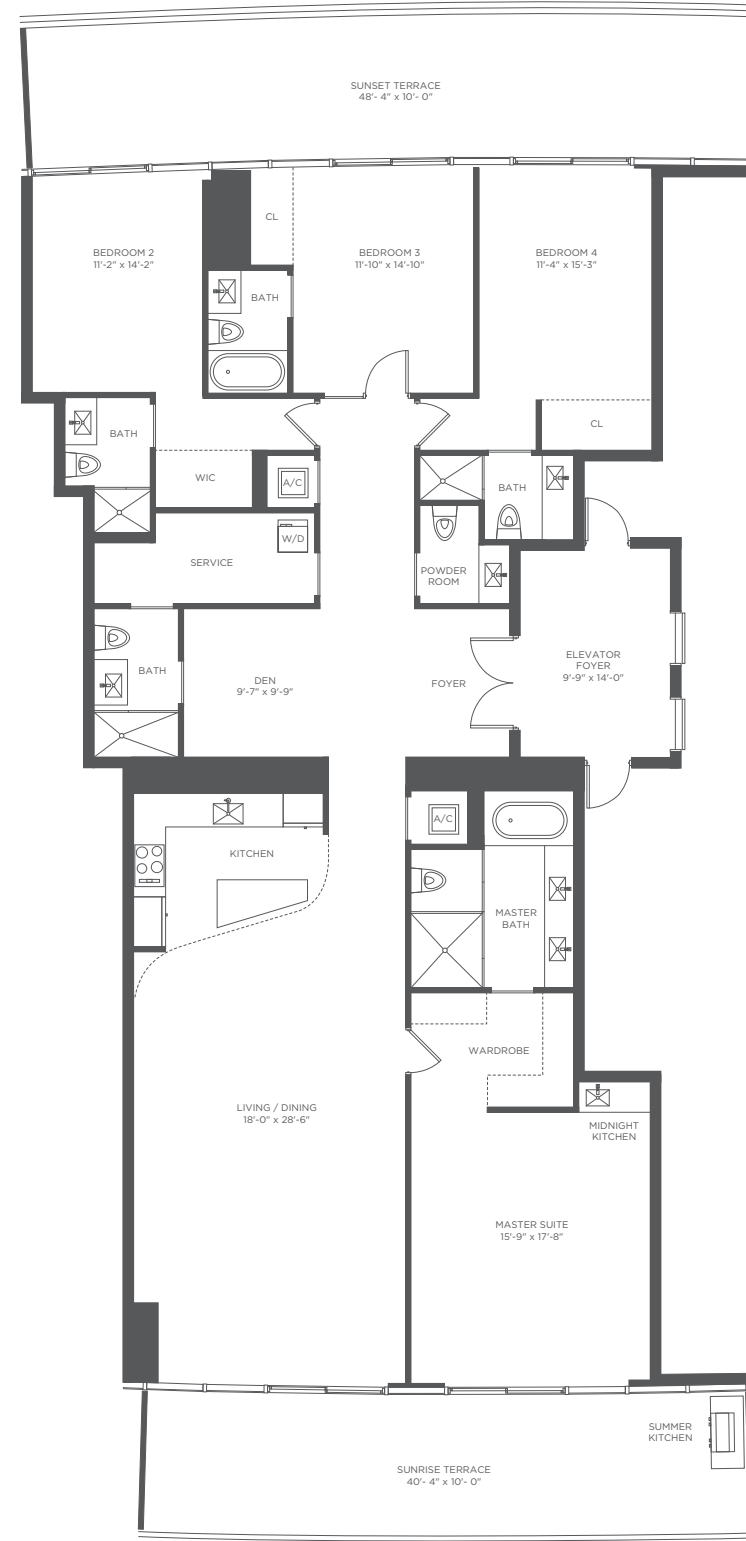 SUNSET TERRACE
48'- 4" x 10'- 0"
CL
BEDROOM 2
11'-2" x 14'-2"
BEDROOM 3
11'-10" x 14'-10"
BEDROOM 4
11'-4" x 15'-3"
BATH
CL
BATH
WIC
A/C
BATH
W/D
SERVICE
POWDER
ROOM
BATH
DEN
9'-7" x 9'-9"
FOYER
ELEVATOR
FOYER
9'-9" x 14'-0"
A/C
KITCHEN
MASTER
BATH
WARDROBE
LIVING / DINING
18'-0" x 28'-6"
MIDNIGHT
KITCHEN
MASTER SUITE
15'-9" x 17'-8"
SUMMER
KITCHEN
SUNRISE TERRACE
40'- 4" x 10'- 0"